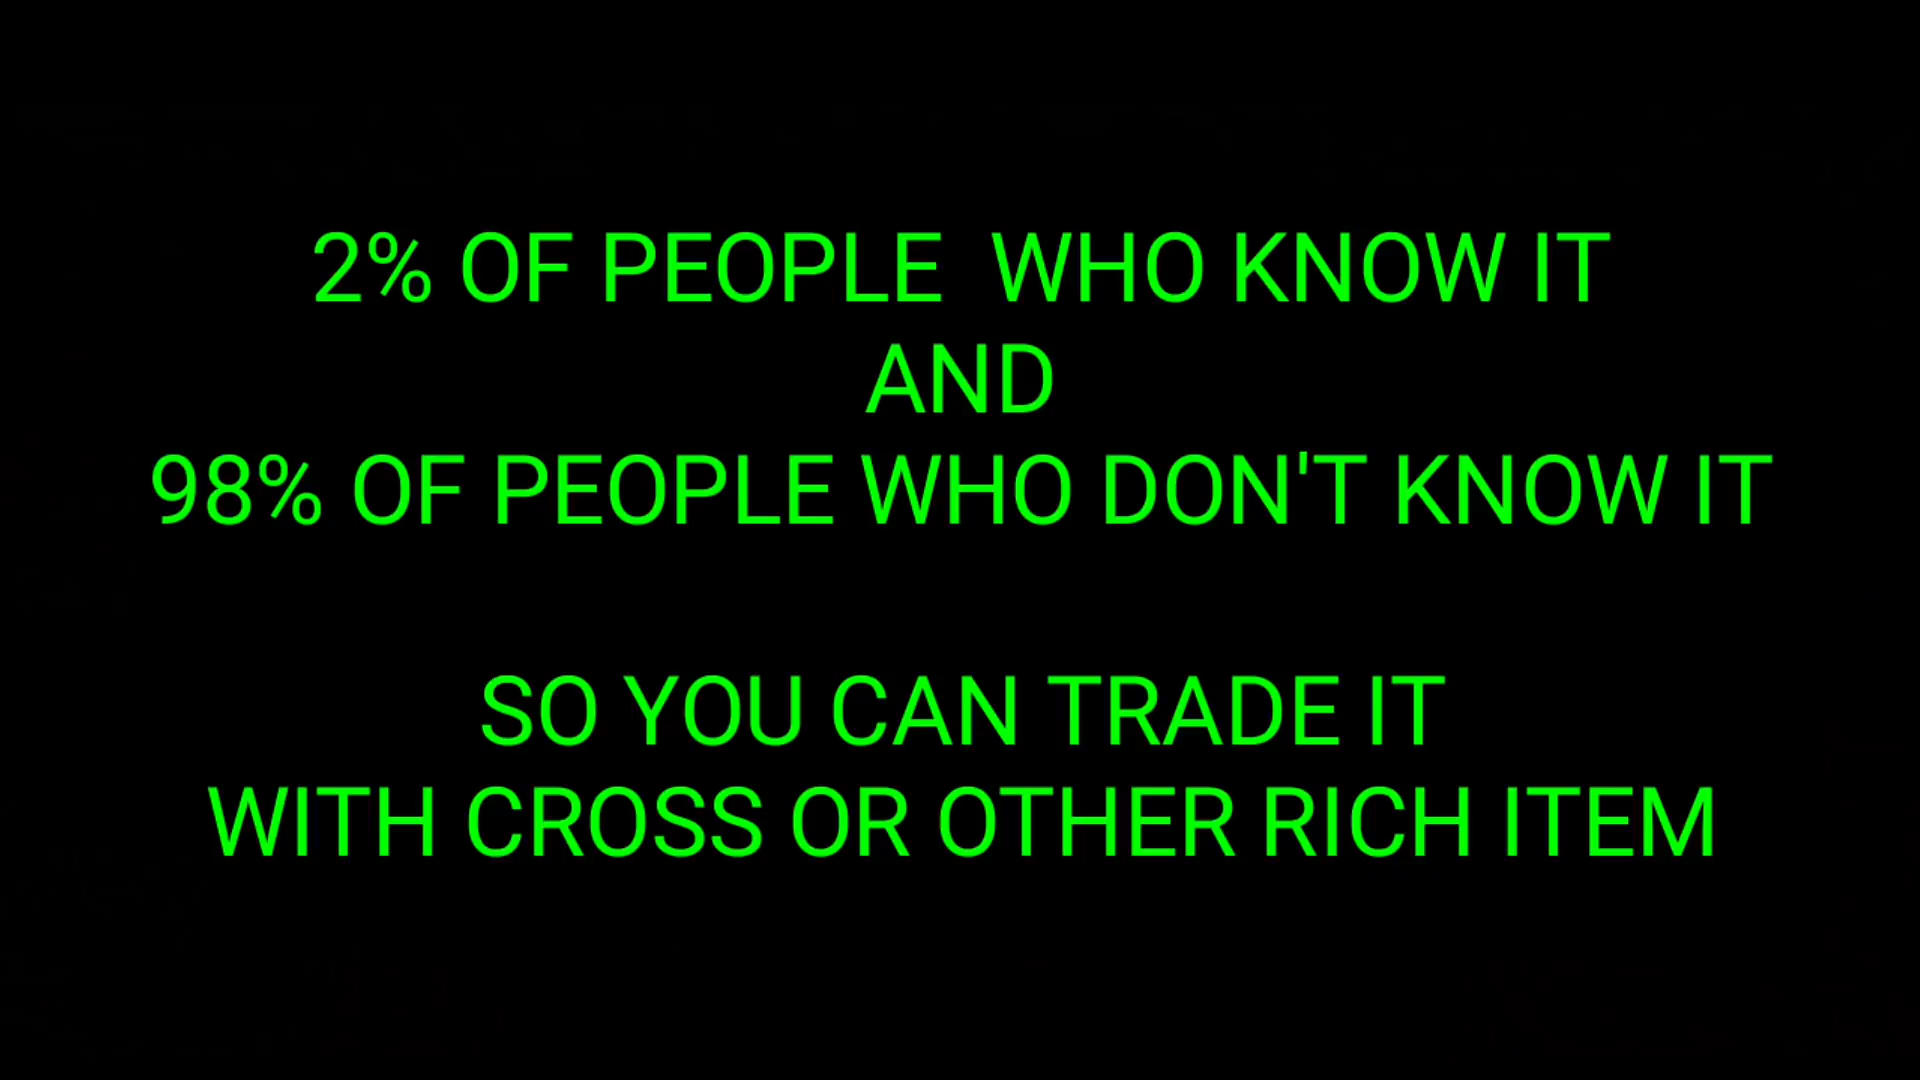 2% OF PEOPLE  WHO KNOW IT
AND
98% OF PEOPLE WHO DON'T KNOW IT
SO YOU CAN TRADE IT
WITH CROSS OR OTHER RICH ITEM